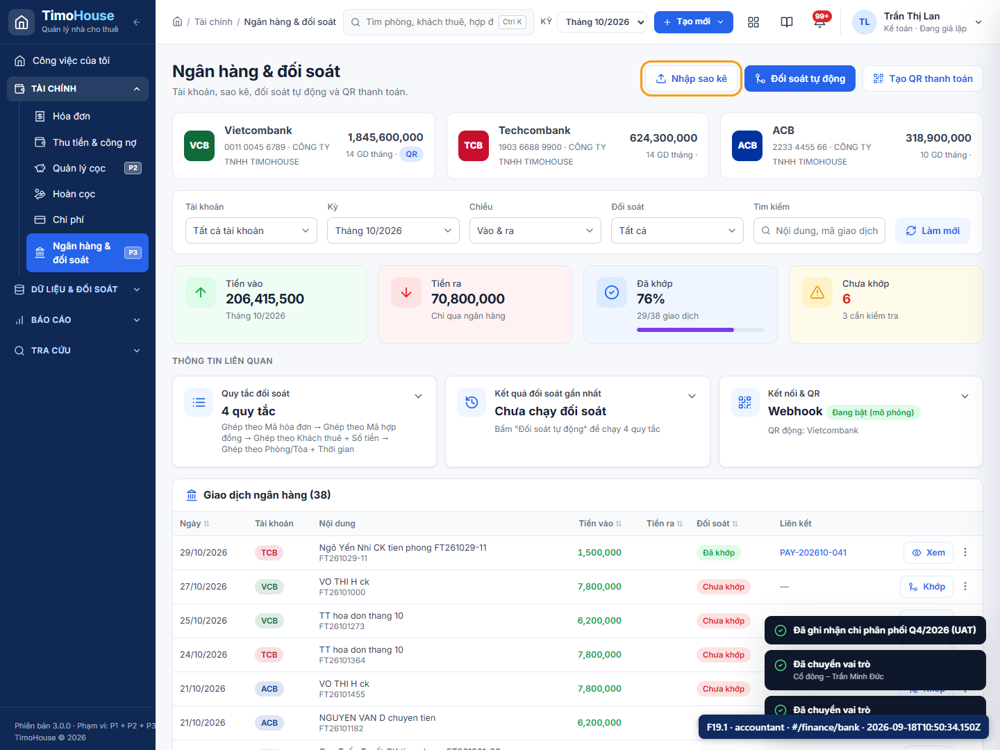 TimoHouse
Quản lý nhà cho thuê
Công việc của tôi
TÀI CHÍNH
Hóa đơn
Thu tiền & công nợ
Quản lý cọc P2
Hoàn cọc
Chi phí
Ngân hàng &
đối soát P3
DỮ LIỆU & ĐỐI SOÁT
BÁO CÁO
TRA CỨU
Phiên bản 3.0.0 · Phạm vi: P1 + P2 + P3
TimoHouse © 2026
/ Tài chính / Ngân hàng & đối soát
Tìm phòng, khách thuê, hợp đ Ctrl K
KỲ Tháng 10/2026
Tạo mới
99+
TL
Trần Thị Lan
Kế toán · Đang giả lập
Ngân hàng & đối soát
Tài khoản, sao kê, đối soát tự động và QR thanh toán.
Nhập sao kê
Đối soát tự động
Tạo QR thanh toán
VCB
Vietcombank
0011 0045 6789 · CÔNG TY
TNHH TIMOHOUSE
1,845,600,000
14 GD tháng · QR
TCB
Techcombank
1903 6688 9900 · CÔNG TY
TNHH TIMOHOUSE
624,300,000
14 GD tháng ·
ACB
ACB
2233 4455 66 · CÔNG TY
TNHH TIMOHOUSE
318,900,000
10 GD tháng ·
Tài khoản
Tất cả tài khoản
Kỳ
Tháng 10/2026
Chiều
Vào & ra
Đối soát
Tất cả
Tìm kiếm
Nội dung, mã giao dịch
Làm mới
Tiền vào
206,415,500
Tháng 10/2026
Tiền ra
70,800,000
Chi qua ngân hàng
Đã khớp
76%
29/38 giao dịch
Chưa khớp
6
3 cần kiểm tra
THÔNG TIN LIÊN QUAN
Quy tắc đối soát
4 quy tắc
Ghép theo Mã hóa đơn → Ghép theo Mã hợp
đồng → Ghép theo Khách thuê + Số tiền →
Ghép theo Phòng/Tòa + Thời gian
Kết quả đối soát gần nhất
Chưa chạy đối soát
Bấm "Đối soát tự động" để chạy 4 quy tắc
Kết nối & QR
Webhook Đang bật (mô phỏng)
QR động: Vietcombank
Giao dịch ngân hàng (38)
Ngày Tài khoản Nội dung Tiền vào Tiền ra Đối soát Liên kết
29/10/2026 TCB Ngô Yến Nhi CK tien phong FT261029-11 1,500,000 Đã khớp PAY-202610-041 Xem
FT261029-11
27/10/2026 VCB VO THI H ck 7,800,000 Chưa khớp — Khớp
FT26101000
25/10/2026 VCB TT hoa don thang 10 6,200,000 Chưa khớp
FT26101273
24/10/2026 TCB TT hoa don thang 10 7,800,000 Chưa khớp
FT26101364
21/10/2026 ACB VO THI H ck 7,800,000 Chưa khớp
FT26101455
21/10/2026 ACB NGUYEN VAN D chuyen tien 6,200,000
FT26101182
Đã ghi nhận chi phân phối Q4/2026 (UAT)
Đã chuyển vai trò
Cổ đông – Trần Minh Đức
Đã chuyển vai trò
F19.1 · accountant · #/finance/bank · 2026-09-18T10:50:34.150Z